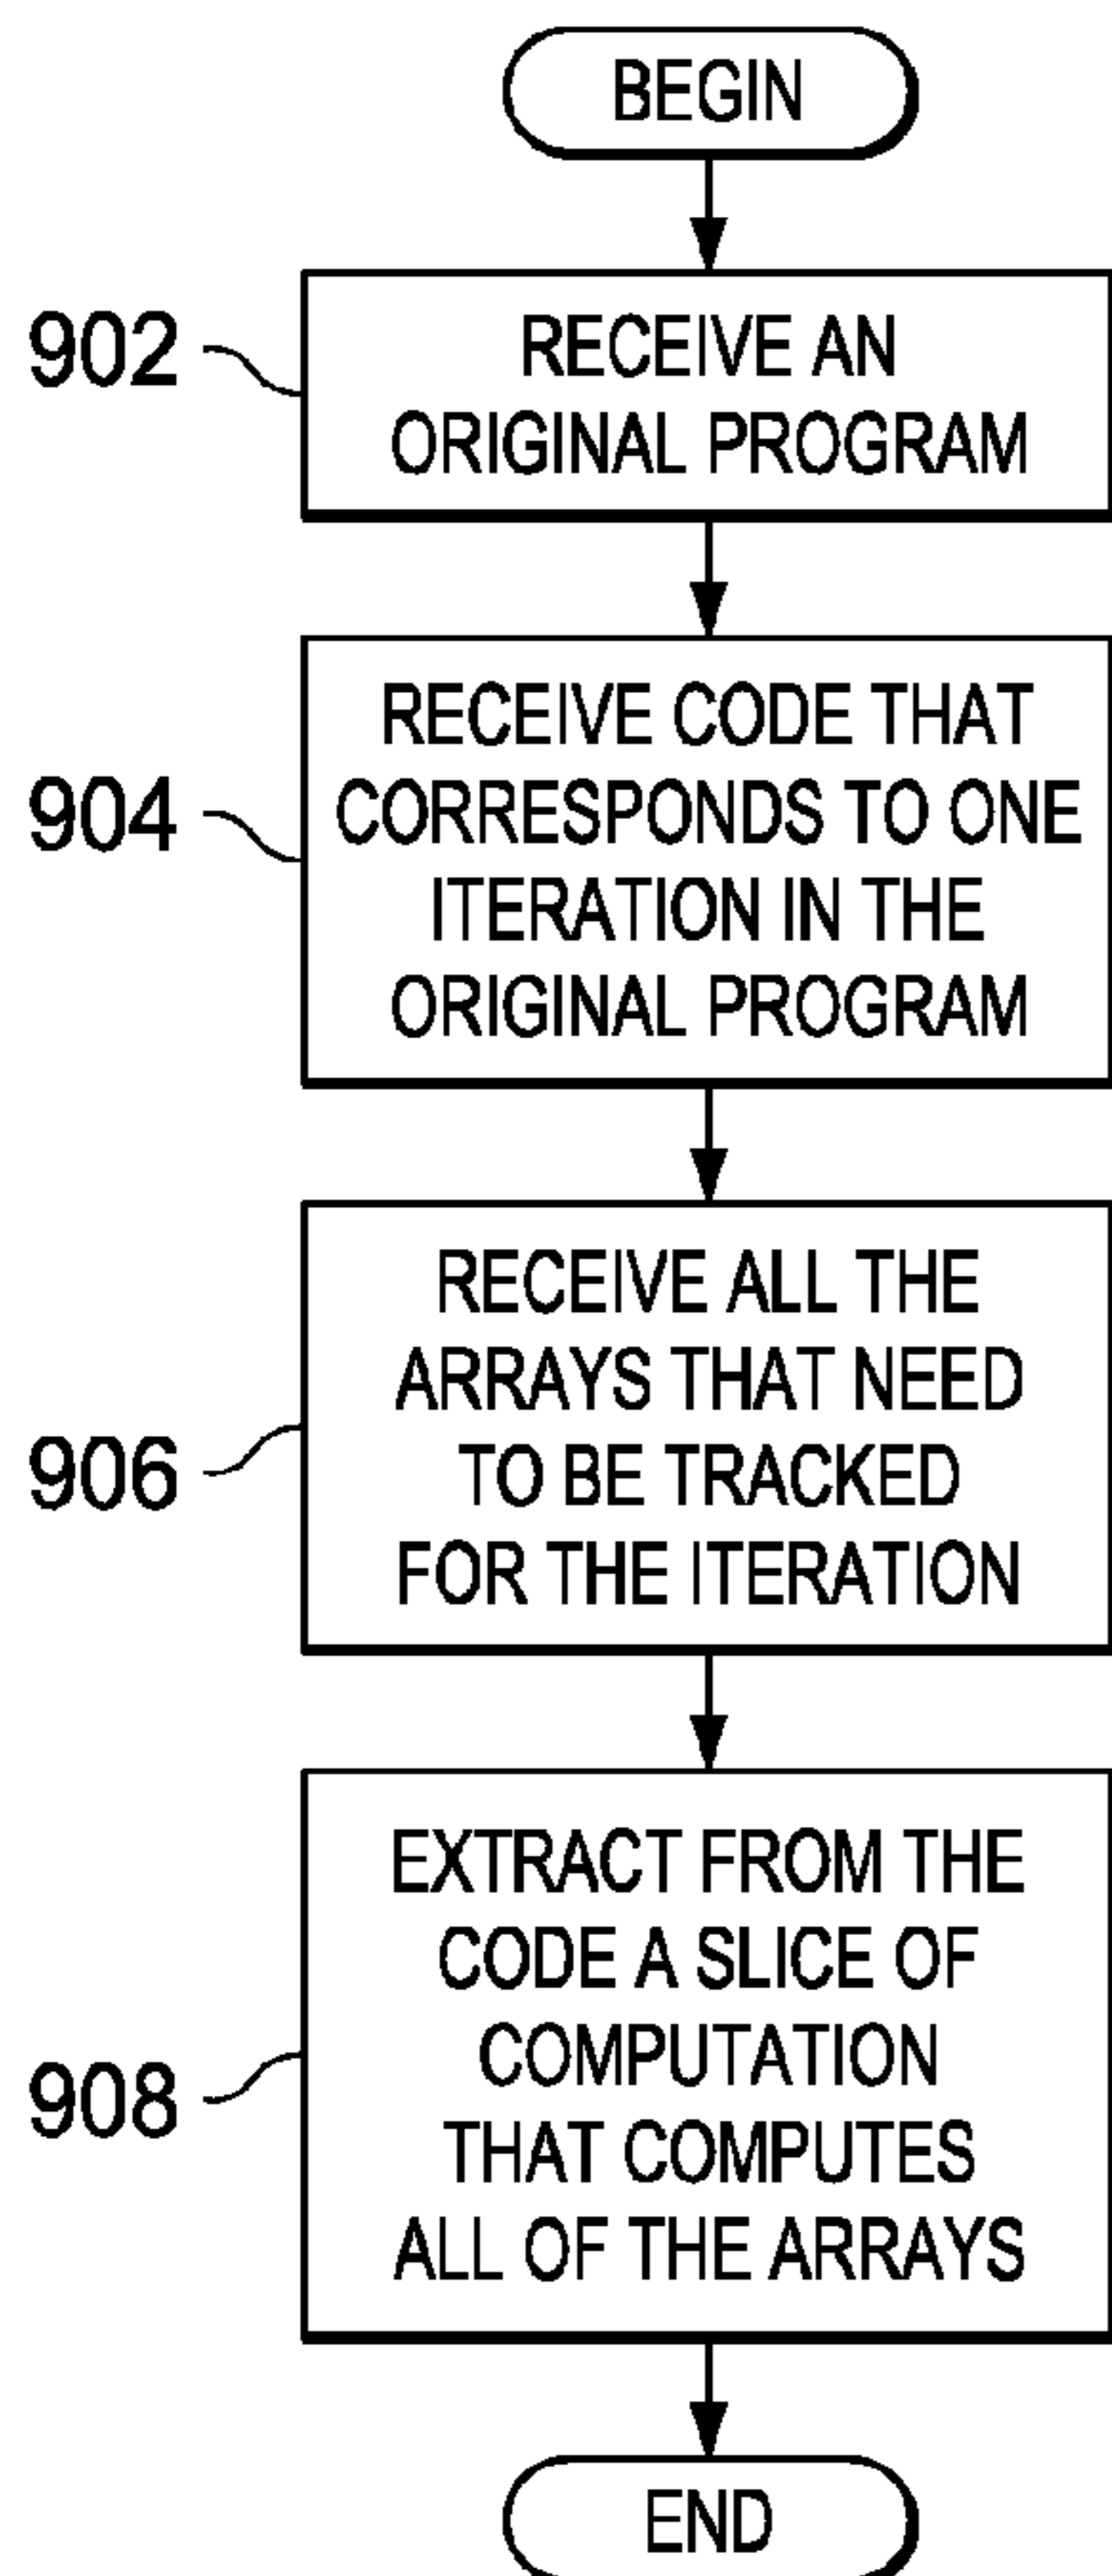 BEGIN
902
RECEIVE AN
ORIGINAL PROGRAM
904
RECEIVE CODE THAT
CORRESPONDS TO ONE
ITERATION IN THE
ORIGINAL PROGRAM
906
RECEIVE ALL THE
ARRAYS THAT NEED
TO BE TRACKED
FOR THE ITERATION
908
EXTRACT FROM THE
CODE A SLICE OF
COMPUTATION
THAT COMPUTES
ALL OF THE ARRAYS
END